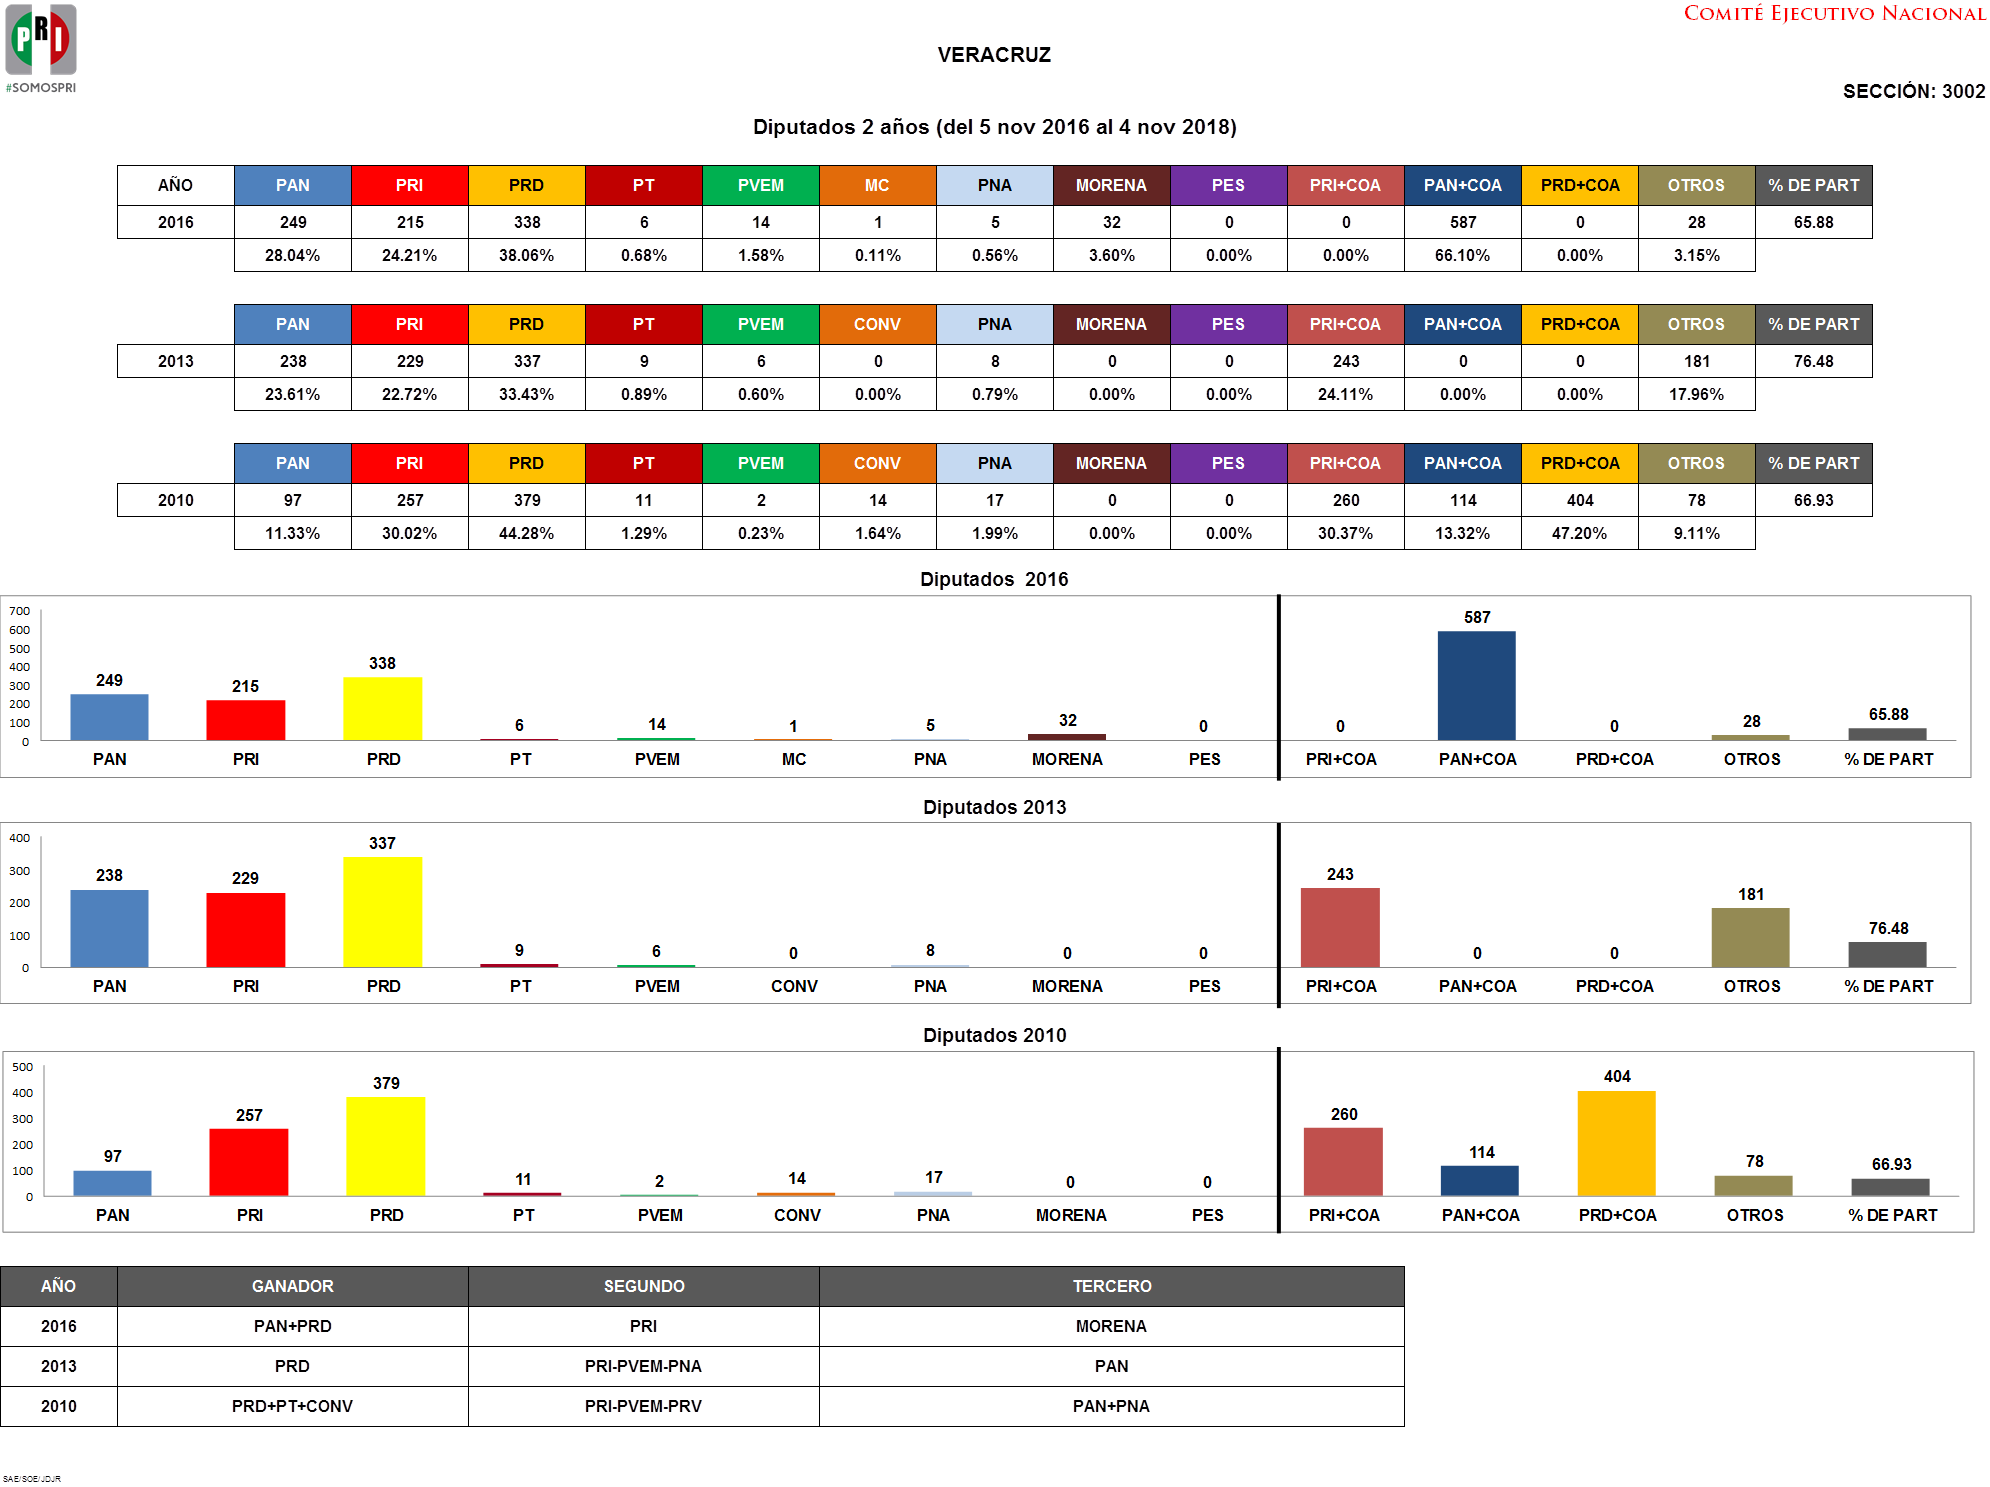 COMITÉ EJECUTIVO NACIONAL
PRI
#SOMOSPRI
VERACRUZ
SECCIÓN: 3002
Diputados 2 años (del 5 nov 2016 al 4 nov 2018)
AÑO PAN PRI PRD PT PVEM MC PNA MORENA PES PRI+COA PAN+COA PRD+COA OTROS % DE PART
2016 249 215 338 6 14 1 5 32 0 0 587 0 28 65.88
28.04% 24.21% 38.06% 0.68% 1.58% 0.11% 0.56% 3.60% 0.00% 0.00% 66.10% 0.00% 3.15%
PAN PRI PRD PT PVEM CONV PNA MORENA PES PRI+COA PAN+COA PRD+COA OTROS % DE PART
2013 238 229 337 9 6 0 8 0 0 243 0 0 181 76.48
23.61% 22.72% 33.43% 0.89% 0.60% 0.00% 0.79% 0.00% 0.00% 24.11% 0.00% 0.00% 17.96%
PAN PRI PRD PT PVEM CONV PNA MORENA PES PRI+COA PAN+COA PRD+COA OTROS % DE PART
2010 97 257 379 11 2 14 17 0 0 260 114 404 78 66.93
11.33% 30.02% 44.28% 1.29% 0.23% 1.64% 1.99% 0.00% 0.00% 30.37% 13.32% 47.20% 9.11%
Diputados 2016
700
600
500
400
300
200
100
0
249 215 338 6 14 1 5 32 0 0 587 0 28 65.88
PAN PRI PRD PT PVEM MC PNA MORENA PES PRI+COA PAN+COA PRD+COA OTROS % DE PART
Diputados 2013
400
300
200
100
0
238 229 337 9 6 0 8 0 0 243 0 0 181 76.48
PAN PRI PRD PT PVEM CONV PNA MORENA PES PRI+COA PAN+COA PRD+COA OTROS % DE PART
Diputados 2010
500
400
300
200
100
0
97 257 379 11 2 14 17 0 0 260 114 404 78 66.93
PAN PRI PRD PT PVEM CONV PNA MORENA PES PRI+COA PAN+COA PRD+COA OTROS % DE PART
AÑO GANADOR SEGUNDO TERCERO
2016 PAN+PRD PRI MORENA
2013 PRD PRI-PVEM-PNA PAN
2010 PRD+PT+CONV PRI-PVEM-PRV PAN+PNA
SAE/SOE/JDJR